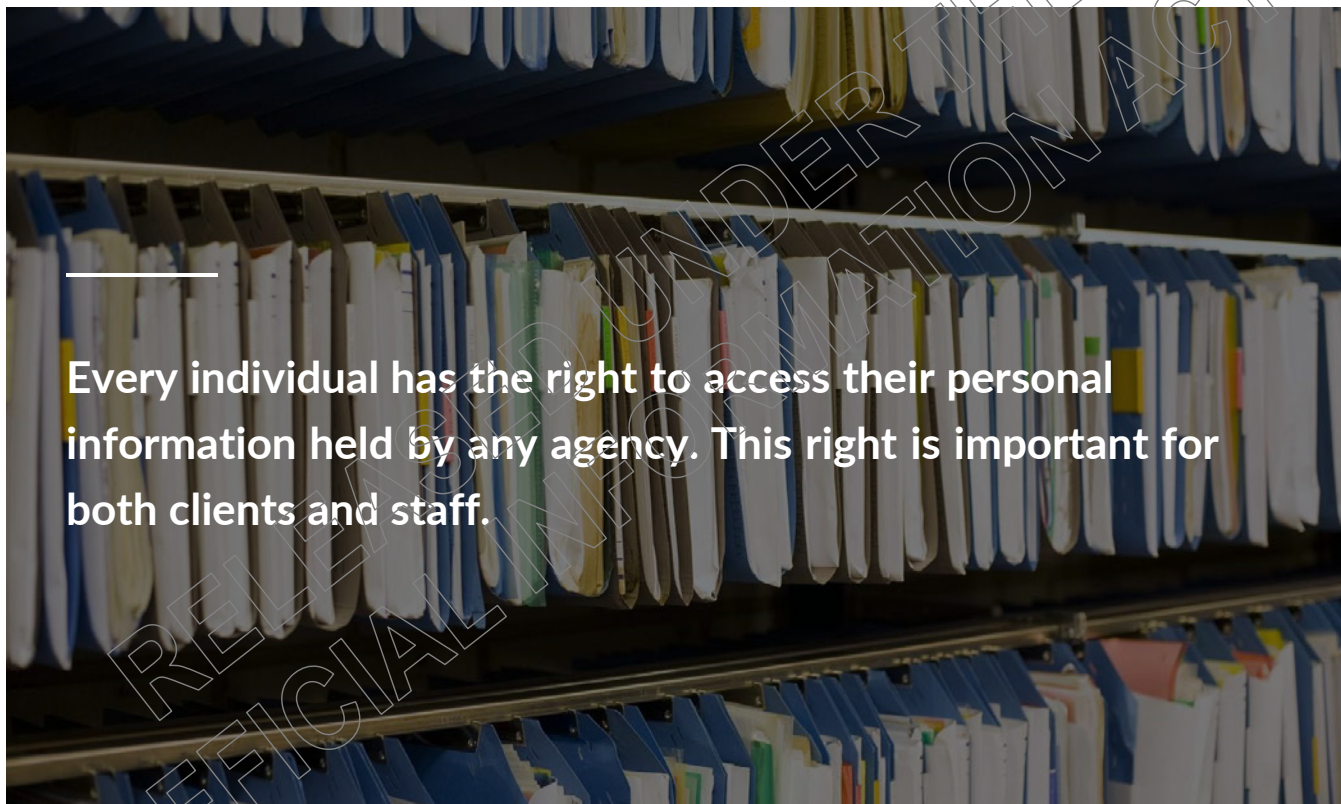 Every individual has the right to access their personal
information held by any agency. This right is important for
both clients and staff.
RELEASED UNDER THE
OFFICIAL INFORMATION ACT